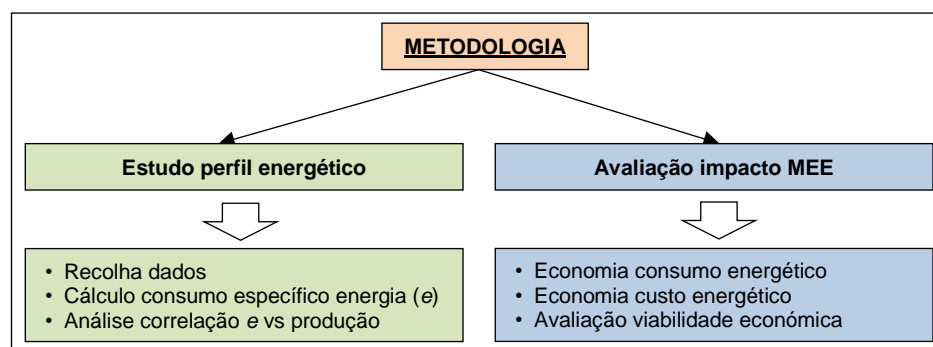 METODOLOGIA
Estudo perfil energético
Avaliação impacto MEE
• Recolha dados
• Cálculo consumo específico energia (e)
• Análise correlação e vs produção
• Economia consumo energético
• Economia custo energético
• Avaliação viabilidade económica